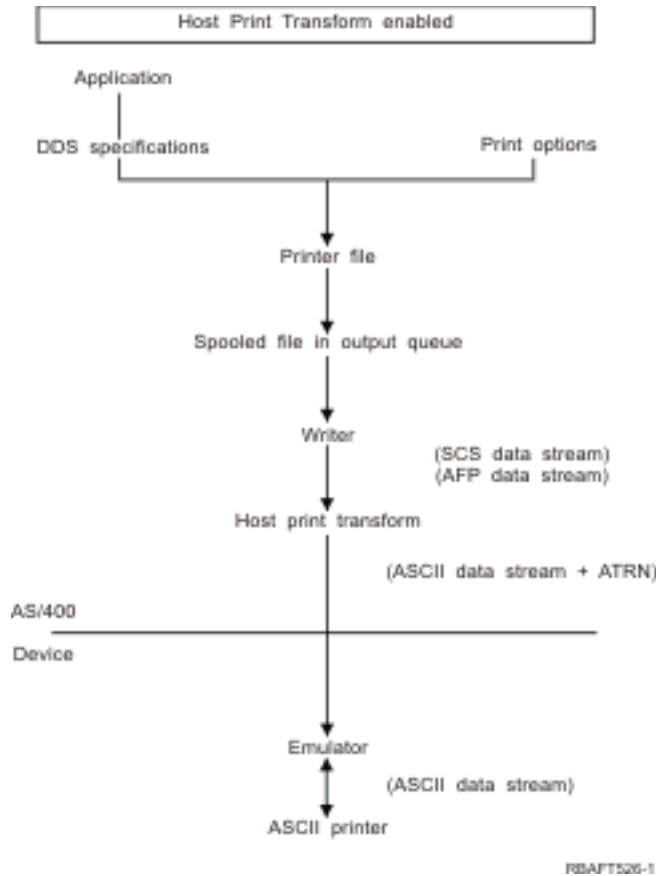 Host Print Transform enabled
Application
DDS specifications
Print options
Printer file
Spooled file in output queue
Writer
(SCS data stream)
(AFP data stream)
Host print transform
(ASCII data stream + ATRN)
AS/400
Device
Emulator
(ASCII data stream)
ASCII printer
RBAFT526-1